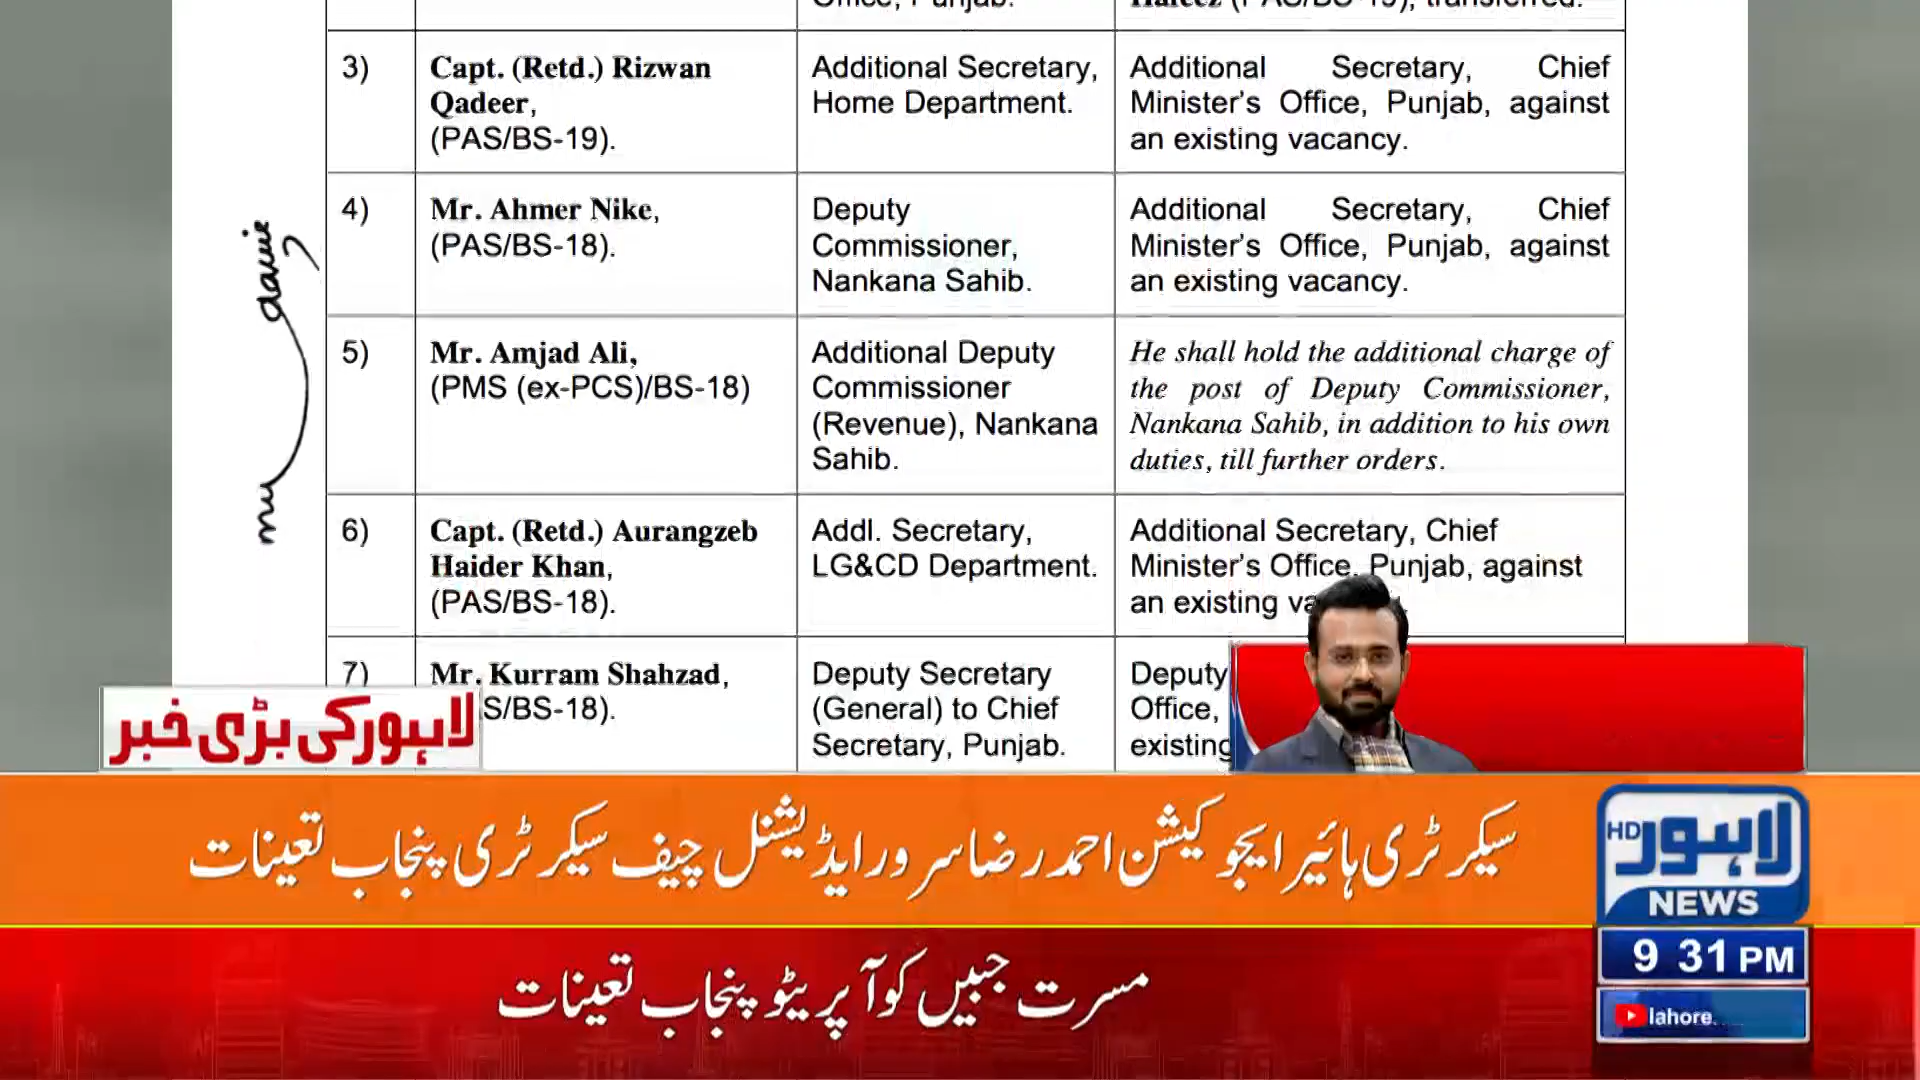 Office, Punjab.
Hafeez (PAS/BS-19), transferred.
3)
Capt. (Retd.) Rizwan
Qadeer,
(PAS/BS-19).
Additional Secretary,
Home Department.
Additional Secretary, Chief
Minister's Office, Punjab, against
an existing vacancy.
4)
Mr. Ahmer Nike,
(PAS/BS-18).
Deputy
Commissioner,
Nankana Sahib.
Additional Secretary, Chief
Minister's Office, Punjab, against
an existing vacancy.
5)
Mr. Amjad Ali,
(PMS (ex-PCS)/BS-18)
Additional Deputy
Commissioner
(Revenue), Nankana
Sahib.
He shall hold the additional charge of
the post of Deputy Commissioner,
Nankana Sahib, in addition to his own
duties, till further orders.
6)
Capt. (Retd.) Aurangzeb
Haider Khan,
(PAS/BS-18).
Addl. Secretary,
LG&CD Department.
Additional Secretary, Chief
Minister's Office, Punjab, against
an existing
7)
Mr. Kurram Shahzad,
S/BS-18).
Deputy Secretary
(General) to Chief
Secretary, Punjab.
Deputy
Office,
existing
لاہور کی بڑی خبر
سیکرٹری ہائیر ایجوکیشن احمد رضا سرور ایڈیشنل چیف سیکرٹری پنجاب تعینات
مسرت جبیں کو آپریٹو پنجاب تعینات
لاہور HD
NEWS
9 31 PM
lahore